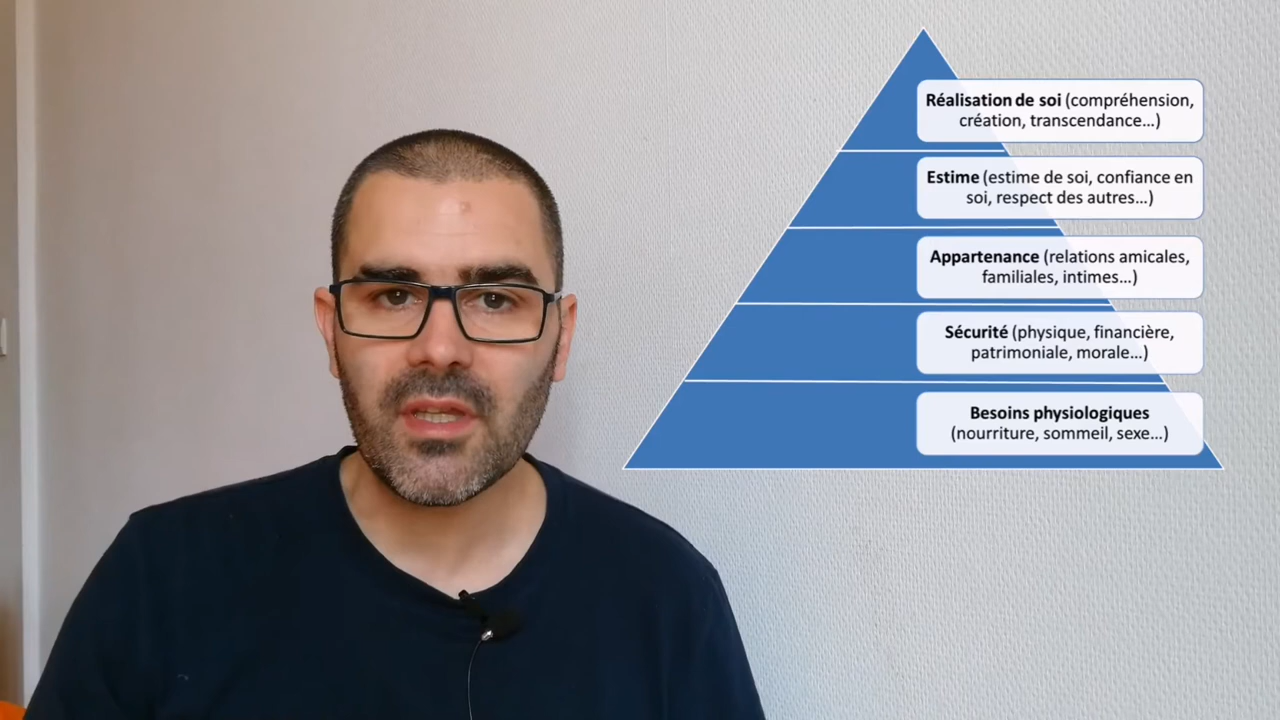 Réalisation de soi (compréhension,
création, transcendance...)
Estime (estime de soi, confiance en
soi, respect des autres...)
Appartenance (relations amicales,
familiales, intimes...)
Sécurité (physique, financière,
patrimoniale, morale...)
Besoins physiologiques
(nourriture, sommeil, sexe...)